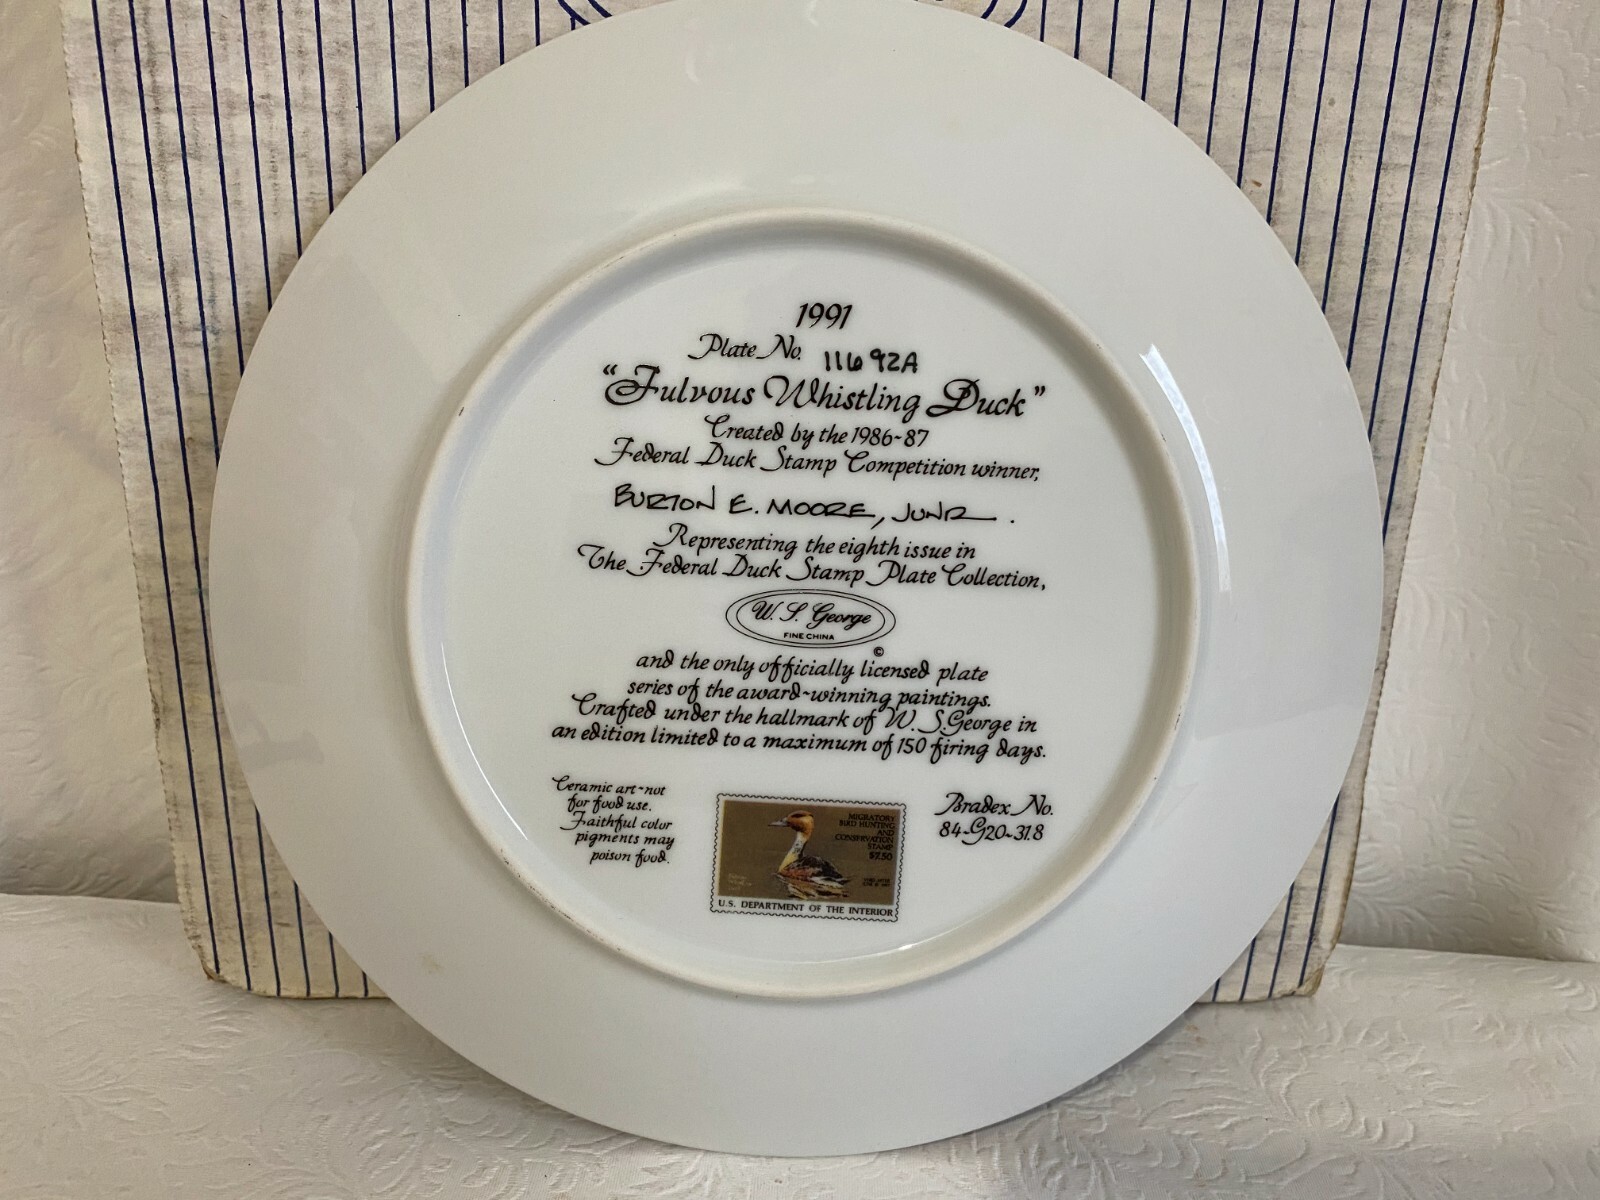 1991
Plate No. 11692A
"Fulvous Whistling Duck"
Created by the 1986-87
Federal Duck Stamp Competition winner,
BURTON E. MOORE, JUNR.
Representing the eighth issue in
The Federal Duck Stamp Plate Collection,
W. S. George
FINE CHINA
©
and the only officially licensed plate
series of the award-winning paintings.
Crafted under the hallmark of W. S. George in
an edition limited to a maximum of 150 firing days.
Ceramic art-not
for food use.
Faithful color
pigments may
poison food.
MIGRATORY
BIRD HUNTING
AND
CONSERVATION
STAMP
$7.50
U.S. DEPARTMENT OF THE INTERIOR
Bradex No.
84-G20-31.8